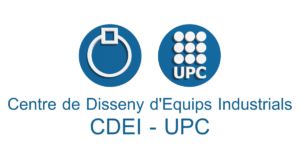 UPC
Centre de Disseny d'Equips Industrials
CDEI - UPC